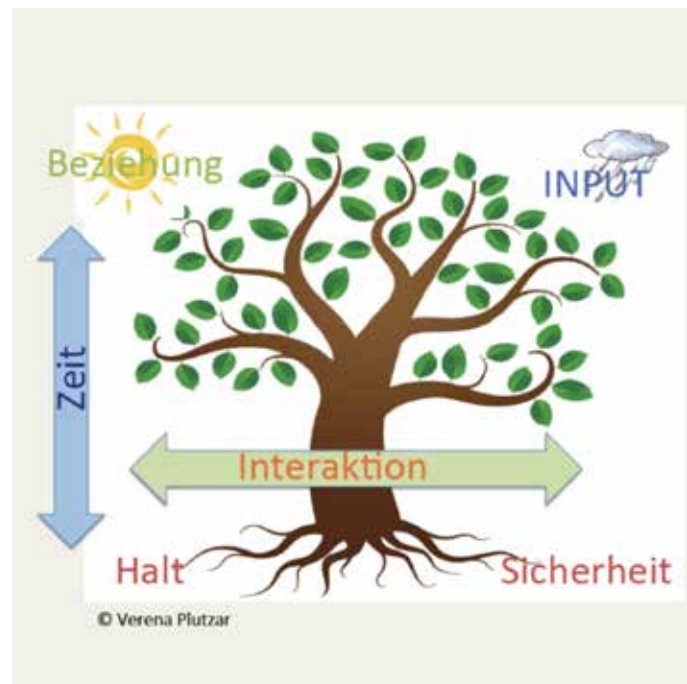 Beziehung
INPUT
Zeit
Interaktion
Halt
Sicherheit
© Verena Plutzar